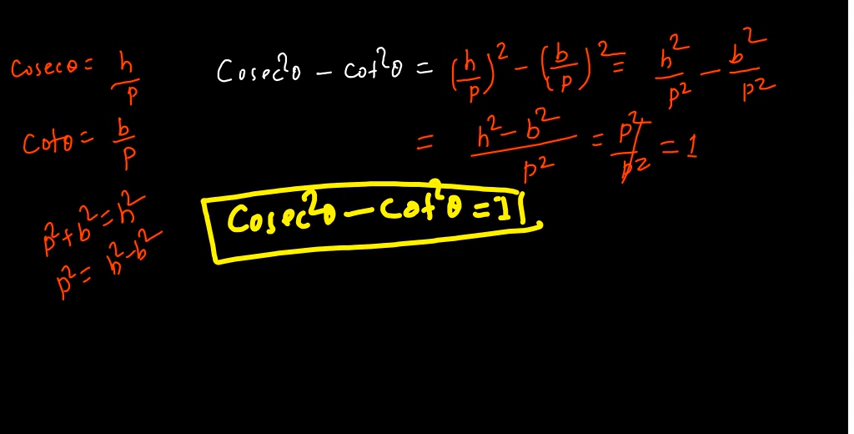 Cosecθ = h/p
Cosec²θ – cot²θ = (h/p)² – (b/p)² = h²/p² – b²/p²
Cotθ = b/p
= h² – b²/p² = p²/p² = 1
p² + b² = h²
p² = h² – b²
Cosec²θ – cot²θ = 1